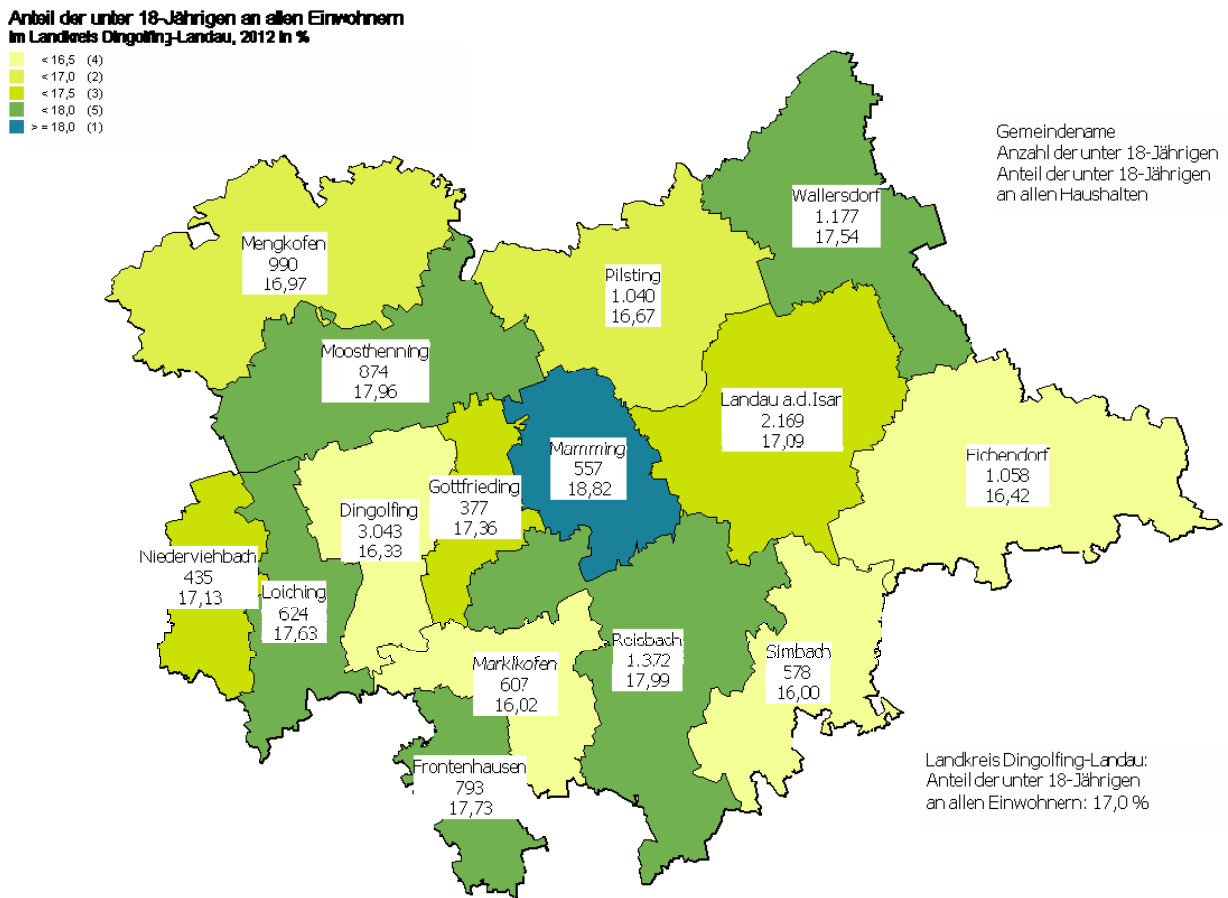 Anteil der unter 18-Jährigen an allen Einwohnern
im Landkreis Dingolfing-Landau, 2012 in %
< 16,5 (4)
< 17,0 (2)
< 17,5 (3)
< 18,0 (5)
> = 18,0 (1)
Gemeindename
Anzahl der unter 18-Jährigen
Anteil der unter 18-Jährigen
an allen Haushalten
Wallersdorf
1.177
17,54
Mengkofen
990
16,97
Pilsting
1.040
16,67
Moosthenning
874
17,96
Landau a.d.Isar
2.169
17,09
Mamming
557
18,82
Eichendorf
1.058
16,42
Gottfrieding
377
17,36
Dingolfing
3.043
16,33
Niederviehbach
435
17,13
Loiching
624
17,63
Reisbach
1.372
17,99
Simbach
578
16,00
Marklkofen
607
16,02
Frontenhausen
793
17,73
Landkreis Dingolfing-Landau:
Anteil der unter 18-Jährigen
an allen Einwohnern: 17,0 %